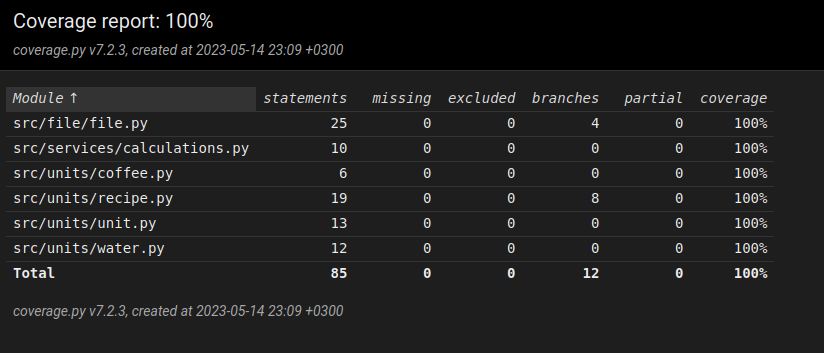 Coverage report: 100%
coverage.py v7.2.3, created at 2023-05-14 23:09 +0300
Module ↑ statements missing excluded branches partial coverage
src/file/file.py 25 0 0 4 0 100%
src/services/calculations.py 10 0 0 0 0 100%
src/units/coffee.py 6 0 0 0 0 100%
src/units/recipe.py 19 0 0 8 0 100%
src/units/unit.py 13 0 0 0 0 100%
src/units/water.py 12 0 0 0 0 100%
Total 85 0 0 12 0 100%
coverage.py v7.2.3, created at 2023-05-14 23:09 +0300